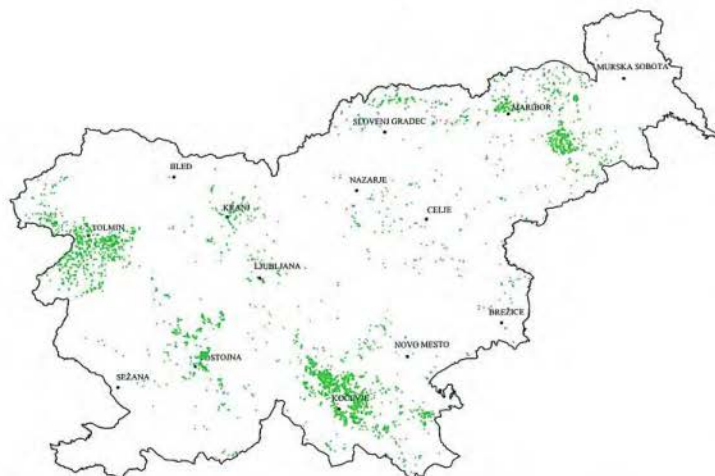 MURSKA SOBOTA
MARIBOR
SLOVENJ GRADEC
BLED
NAZARJE
KRANJ
CELJE
TOLMIN
LJUBLJANA
BREŽICE
NOVO MESTO
POSTOJNA
SEŽANA
KOČEVJE